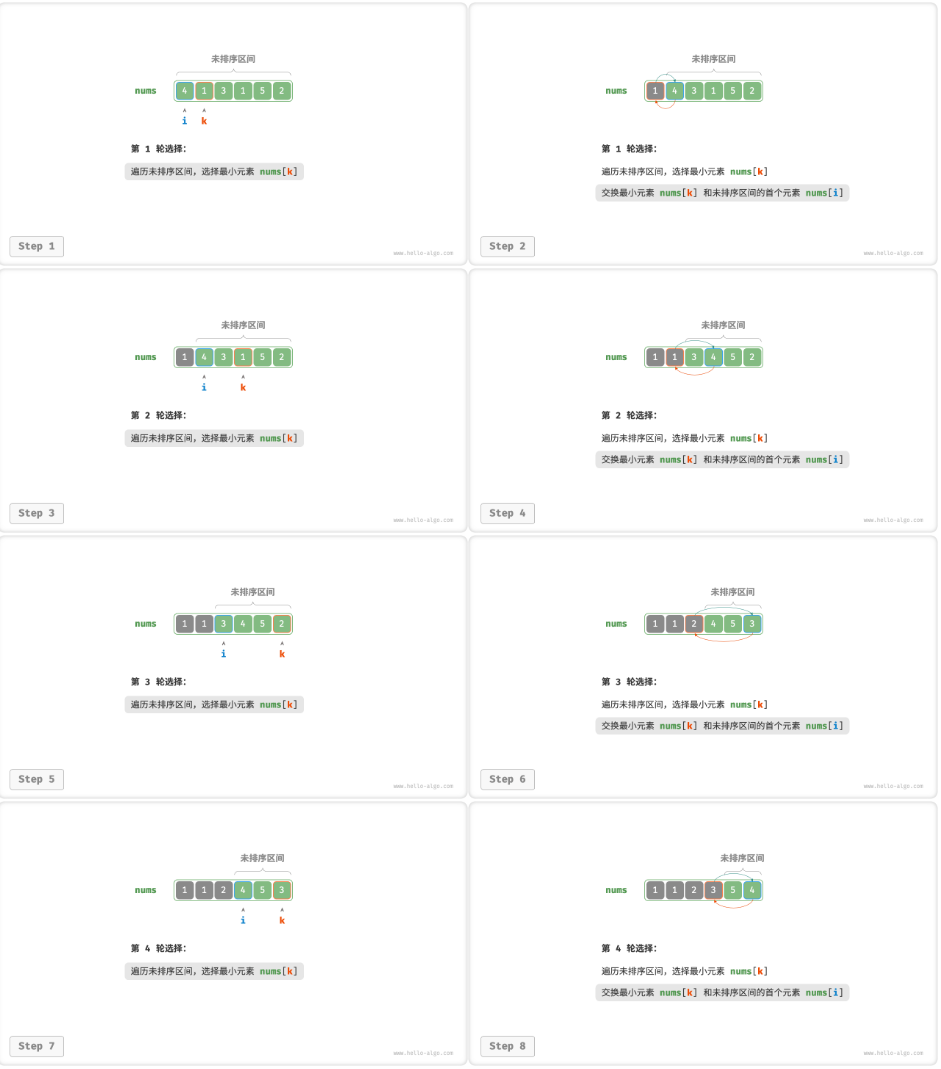 未排序区间
nums 4 1 3 1 5 2
i k
第 1 轮选择：
遍历未排序区间，选择最小元素 nums[k]
Step 1
www.hello-algo.com
未排序区间
nums 1 4 3 1 5 2
第 1 轮选择：
遍历未排序区间，选择最小元素 nums[k]
交换最小元素 nums[k] 和未排序区间的首个元素 nums[i]
Step 2
www.hello-algo.com
未排序区间
nums 1 4 3 1 5 2
i k
第 2 轮选择：
遍历未排序区间，选择最小元素 nums[k]
Step 3
www.hello-algo.com
未排序区间
nums 1 1 3 4 5 2
第 2 轮选择：
遍历未排序区间，选择最小元素 nums[k]
交换最小元素 nums[k] 和未排序区间的首个元素 nums[i]
Step 4
www.hello-algo.com
未排序区间
nums 1 1 3 4 5 2
i k
第 3 轮选择：
遍历未排序区间，选择最小元素 nums[k]
Step 5
www.hello-algo.com
未排序区间
nums 1 1 2 4 5 3
第 3 轮选择：
遍历未排序区间，选择最小元素 nums[k]
交换最小元素 nums[k] 和未排序区间的首个元素 nums[i]
Step 6
www.hello-algo.com
未排序区间
nums 1 1 2 4 5 3
i k
第 4 轮选择：
遍历未排序区间，选择最小元素 nums[k]
Step 7
www.hello-algo.com
未排序区间
nums 1 1 2 3 5 4
第 4 轮选择：
遍历未排序区间，选择最小元素 nums[k]
交换最小元素 nums[k] 和未排序区间的首个元素 nums[i]
Step 8
www.hello-algo.com